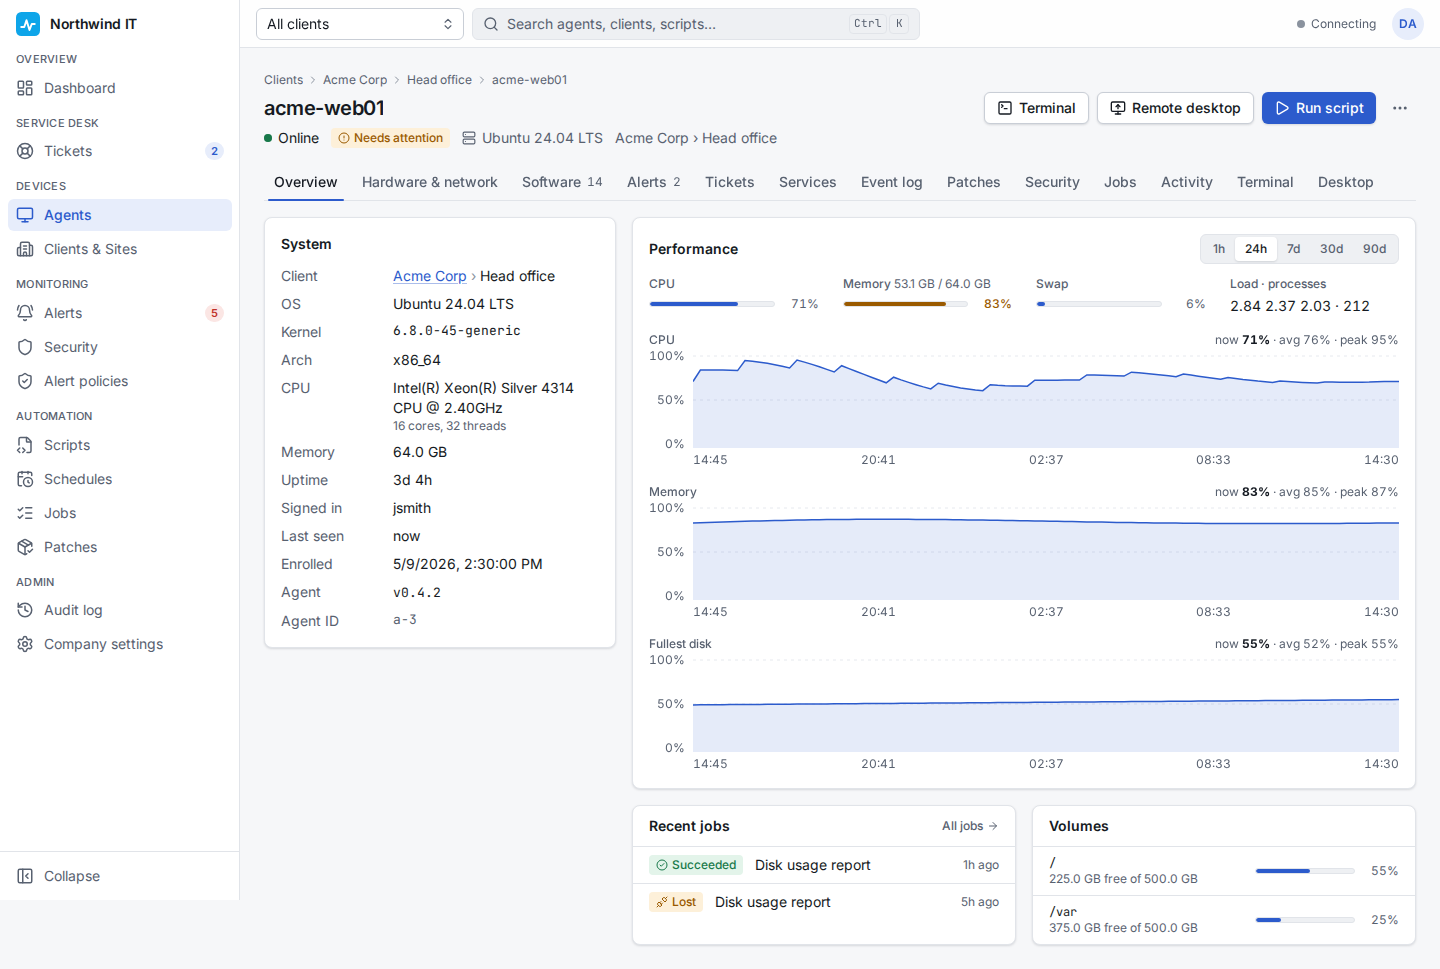 Northwind IT
OVERVIEW
Dashboard
SERVICE DESK
Tickets 2
DEVICES
Agents
Clients & Sites
MONITORING
Alerts 5
Security
Alert policies
AUTOMATION
Scripts
Schedules
Jobs
Patches
ADMIN
Audit log
Company settings
Collapse
All clients
Search agents, clients, scripts...
Ctrl K
Connecting
DA
Clients > Acme Corp > Head office > acme-web01
acme-web01
Terminal
Remote desktop
Run script
Online
Needs attention
Ubuntu 24.04 LTS
Acme Corp › Head office
Overview
Hardware & network
Software 14
Alerts 2
Tickets
Services
Event log
Patches
Security
Jobs
Activity
Terminal
Desktop
System
Client Acme Corp › Head office
OS Ubuntu 24.04 LTS
Kernel 6.8.0-45-generic
Arch x86_64
CPU Intel(R) Xeon(R) Silver 4314
CPU @ 2.40GHz
16 cores, 32 threads
Memory 64.0 GB
Uptime 3d 4h
Signed in jsmith
Last seen now
Enrolled 5/9/2026, 2:30:00 PM
Agent v0.4.2
Agent ID a-3
Performance
1h 24h 7d 30d 90d
CPU
71%
Memory 53.1 GB / 64.0 GB
83%
Swap
6%
Load · processes
2.84 2.37 2.03 · 212
CPU
now 71% · avg 76% · peak 95%
100%
50%
0%
14:45 20:41 02:37 08:33 14:30
Memory
now 83% · avg 85% · peak 87%
100%
50%
0%
14:45 20:41 02:37 08:33 14:30
Fullest disk
now 55% · avg 52% · peak 55%
100%
50%
0%
14:45 20:41 02:37 08:33 14:30
Recent jobs
All jobs →
Succeeded Disk usage report 1h ago
Lost Disk usage report 5h ago
Volumes
/
225.0 GB free of 500.0 GB
55%
/var
375.0 GB free of 500.0 GB
25%